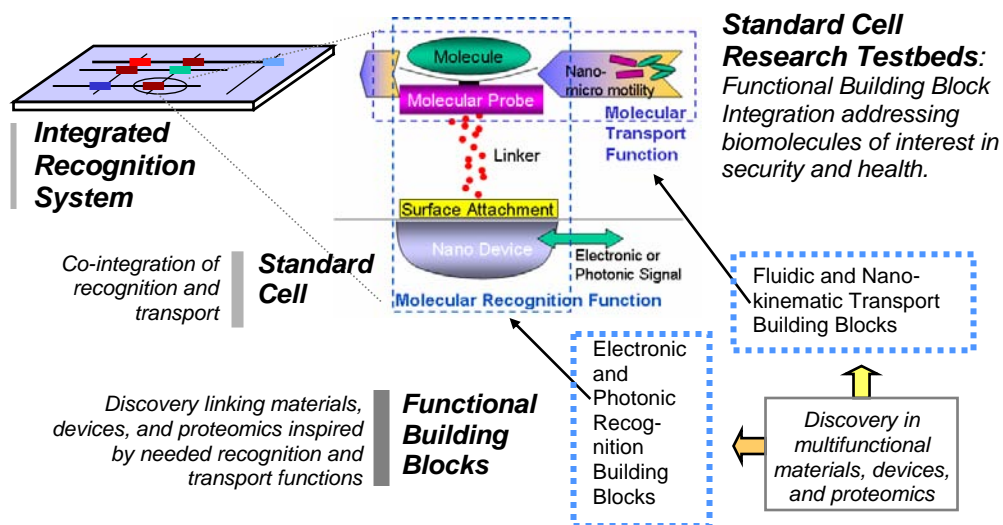 Integrated
Recognition
System
Co-integration of
recognition and
transport
Standard
Cell
Discovery linking materials,
devices, and proteomics inspired
by needed recognition and
transport functions
Functional
Building
Blocks
Molecule
Molecular Probe
Nano-
micro motility
Molecular
Transport
Function
Linker
Surface Attachment
Nano Device
Electronic or
Photonic Signal
Molecular Recognition Function
Standard Cell
Research Testbeds:
Functional Building Block
Integration addressing
biomolecules of interest in
security and health.
Fluidic and Nano-
kinematic Transport
Building Blocks
Electronic
and
Photonic
Recog-
nition
Building
Blocks
Discovery in
multifunctional
materials, devices,
and proteomics